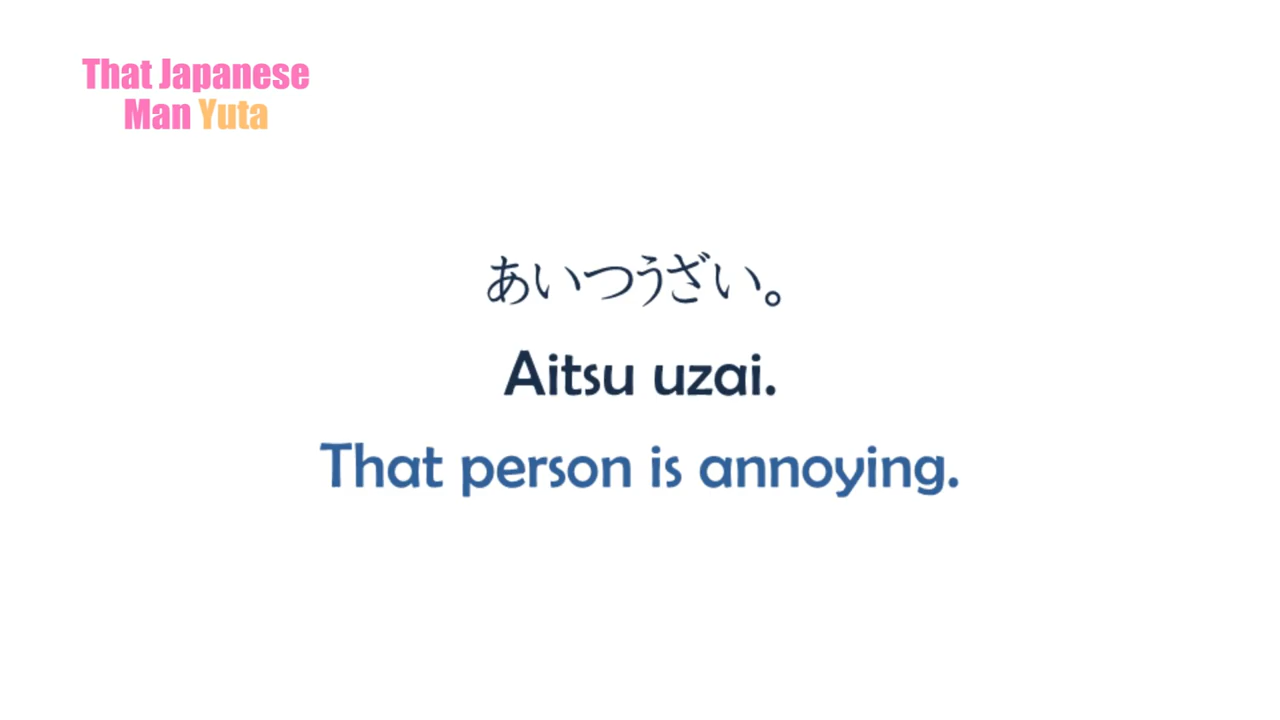 That Japanese
Man Yuta
あいつうざい。
Aitsu uzai.
That person is annoying.